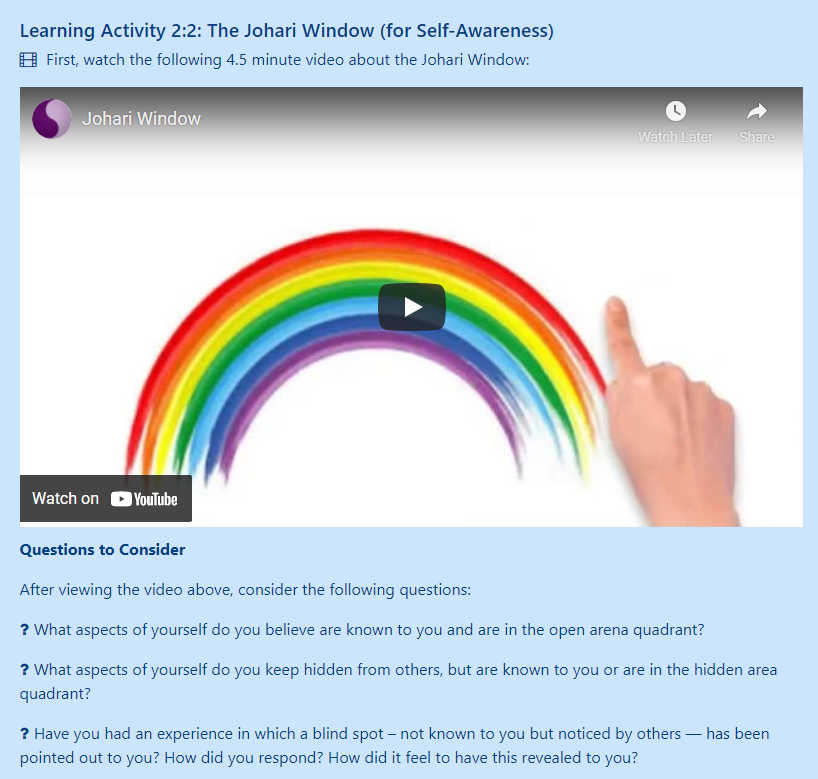 Learning Activity 2:2: The Johari Window (for Self-Awareness)
First, watch the following 4.5 minute video about the Johari Window:
Johari Window
Watch Later
Share
Watch on YouTube
Questions to Consider
After viewing the video above, consider the following questions:
? What aspects of yourself do you believe are known to you and are in the open arena quadrant?
? What aspects of yourself do you keep hidden from others, but are known to you or are in the hidden area
quadrant?
? Have you had an experience in which a blind spot – not known to you but noticed by others — has been
pointed out to you? How did you respond? How did it feel to have this revealed to you?